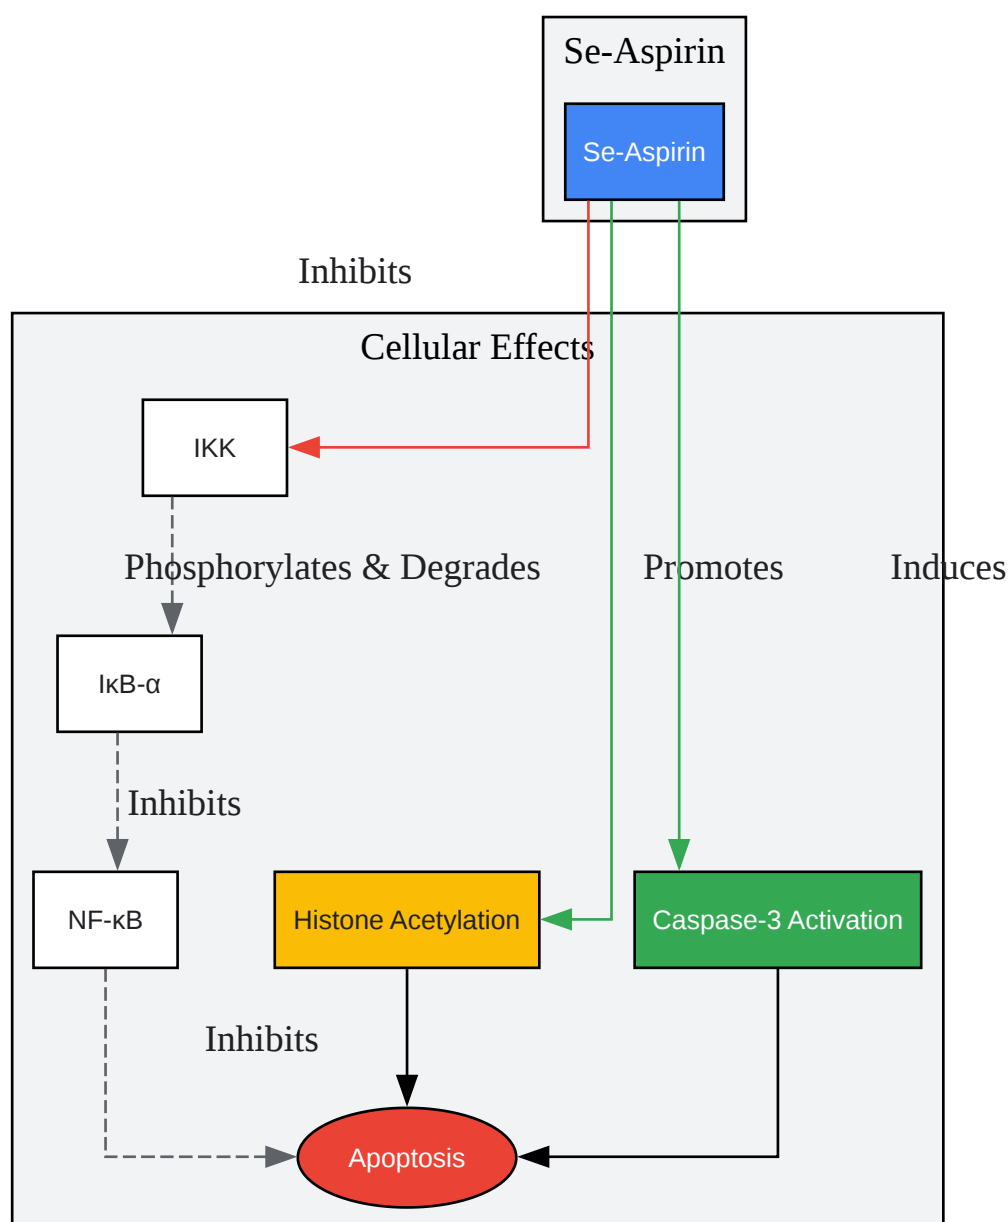 Se-Aspirin
Se-Aspirin
Inhibits
Cellular Effects
IKK
Phosphorylates & Degrades
Promotes
Induces
IκB-α
Inhibits
NF-κB
Histone Acetylation
Caspase-3 Activation
Inhibits
Apoptosis